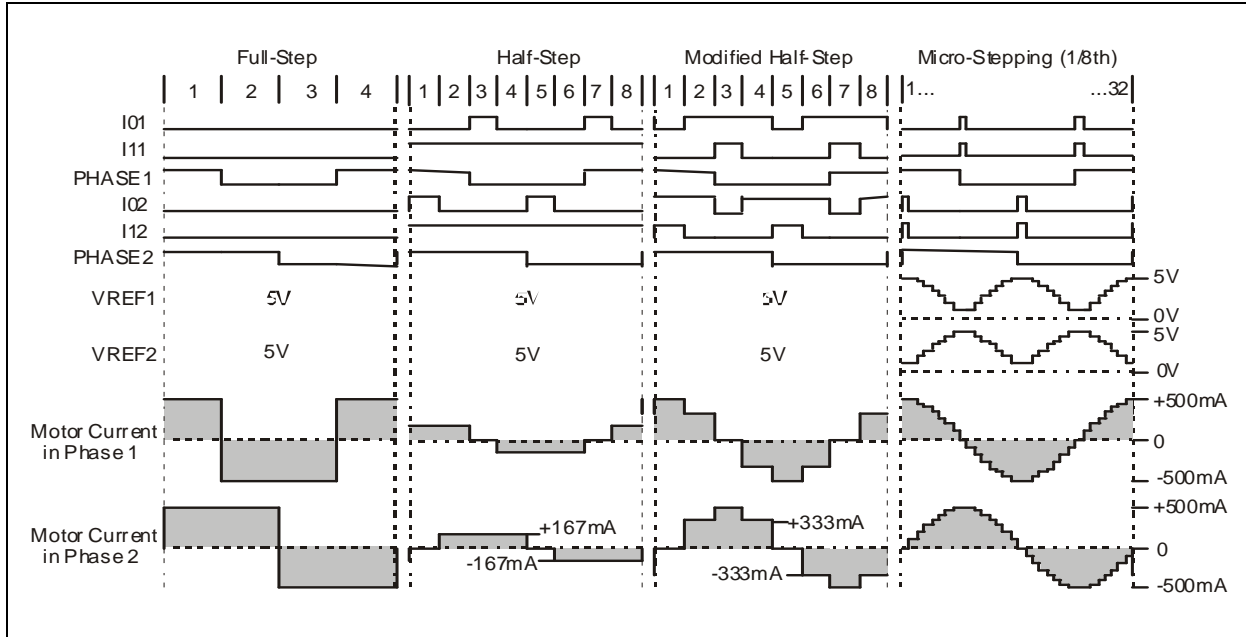 Full-Step Half-Step Modified Half-Step Micro-Stepping (1/8th)
1 2 3 4 1 2 3 4 5 6 7 8 1 2 3 4 5 6 7 8 1... ...32
I01
I11
PHASE1
I02
I12
PHASE2
VREF1 5V 5V 5V 5V
0V
VREF2 5V 5V 5V 5V
0V
Motor Current
in Phase 1
+500mA
0
-500mA
Motor Current
in Phase 2
+167mA
-167mA
+333mA
-333mA
+500mA
0
-500mA